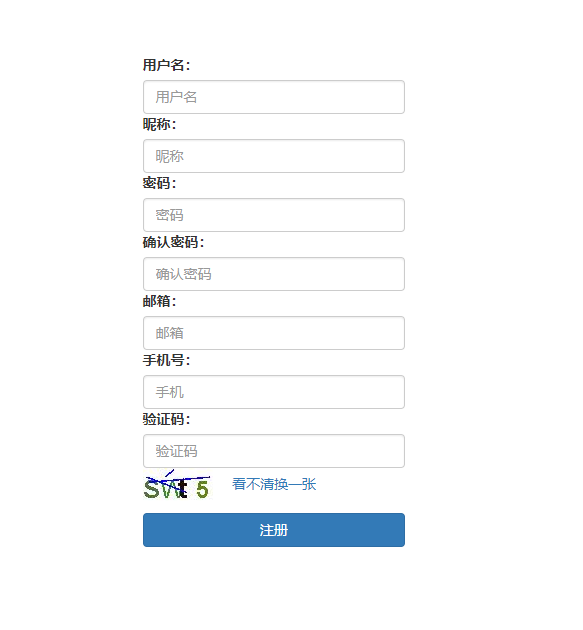 用户名:
用户名
昵称:
昵称
密码:
密码
确认密码:
确认密码
邮箱:
邮箱
手机号:
手机
验证码:
验证码
SWt 5 看不清换一张
注册